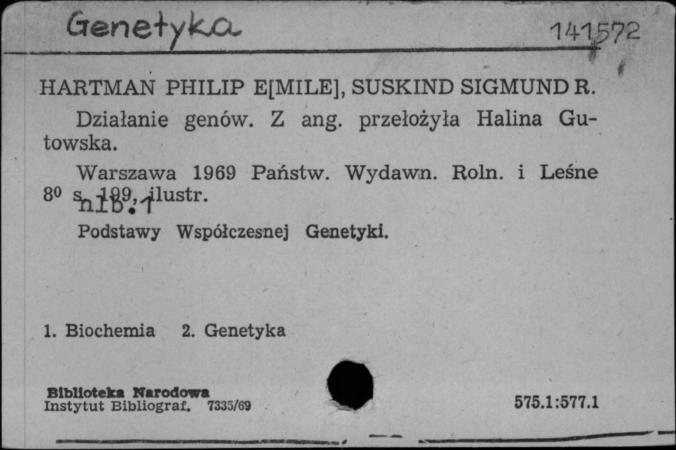 Genetyka 141572
HARTMAN PHILIP E[MILE], SUSKIND SIGMUND R.
Działanie genów. Z ang. przełożyła Halina Gu-
towska.
Warszawa 1969 Państw. Wydawn. Roln. i Leśne
8⁰ s. 199, ilustr.
nlb. 1
Podstawy Współczesnej Genetyki.
1. Biochemia 2. Genetyka
Biblioteka Narodowa
Instytut Bibliograf. 7335/69 575.1:577.1